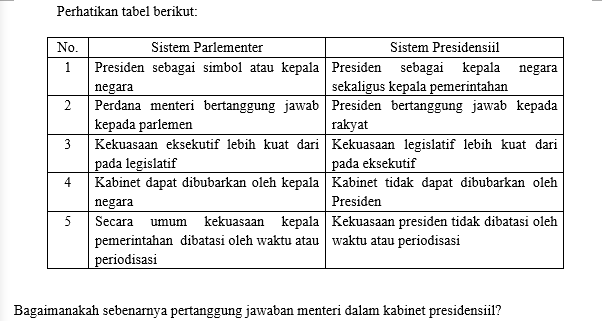 Perhatikan tabel berikut:
No. Sistem Parlementer Sistem Presidensiil
1 Presiden sebagai simbol atau kepala negara Presiden sebagai kepala negara sekaligus kepala pemerintahan
2 Perdana menteri bertanggung jawab kepada parlemen Presiden bertanggung jawab kepada rakyat
3 Kekuasaan eksekutif lebih kuat dari pada legislatif Kekuasaan legislatif lebih kuat dari pada eksekutif
4 Kabinet dapat dibubarkan oleh kepala negara Kabinet tidak dapat dibubarkan oleh Presiden
5 Secara umum kekuasaan kepala pemerintahan dibatasi oleh waktu atau periodisasi Kekuasaan presiden tidak dibatasi oleh waktu atau periodisasi
Bagaimanakah sebenarnya pertanggung jawaban menteri dalam kabinet presidensiil?